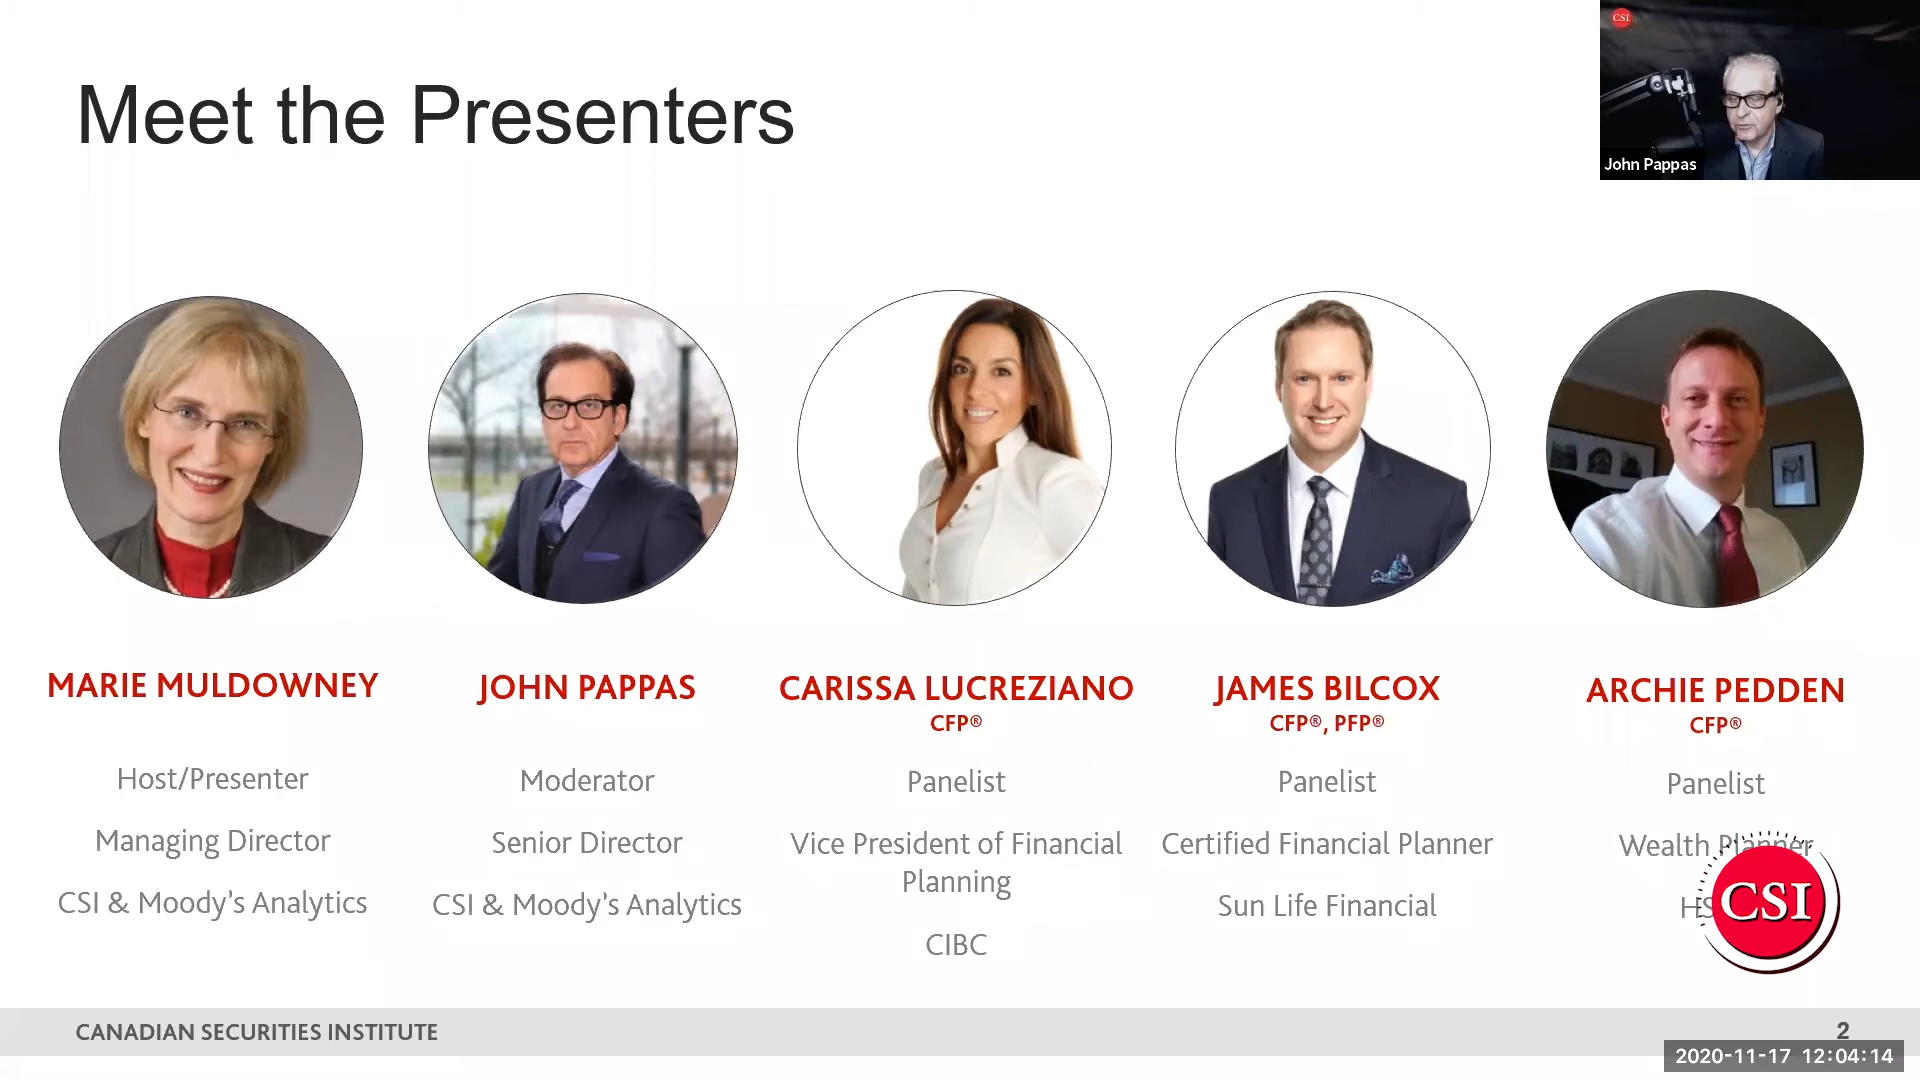 Meet the Presenters
CSI
John Pappas
MARIE MULDOWNEY
Host/Presenter
Managing Director
CSI & Moody's Analytics
JOHN PAPPAS
Moderator
Senior Director
CSI & Moody's Analytics
CARISSA LUCREZIANO
CFP®
Panelist
Vice President of Financial
Planning
CIBC
JAMES BILCOX
CFP®, PFP®
Panelist
Certified Financial Planner
Sun Life Financial
ARCHIE PEDDEN
CFP®
Panelist
Wealth Planner
CSI
CANADIAN SECURITIES INSTITUTE
2
2020-11-17 12:04:14